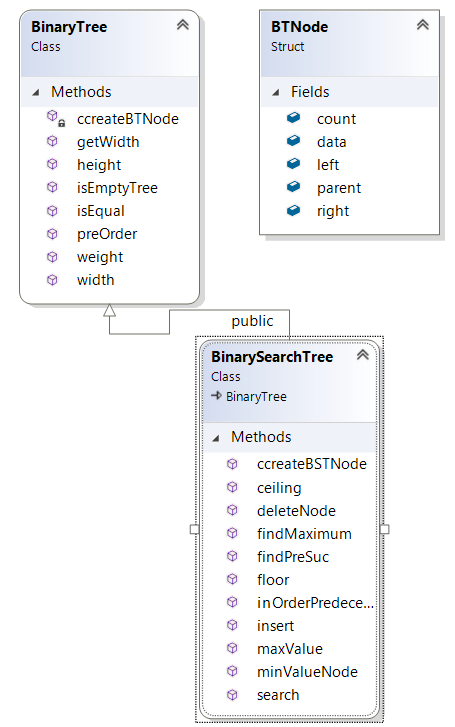 BinaryTree
Class
Methods
ccreateBTNode
getWidth
height
isEmptyTree
isEqual
preOrder
weight
width
BTNode
Struct
Fields
count
data
left
parent
right
public
BinarySearchTree
Class
BinaryTree
Methods
ccreateBSTNode
ceiling
deleteNode
findMaximum
findPreSuc
floor
inOrderPredece...
insert
maxValue
minValueNode
search